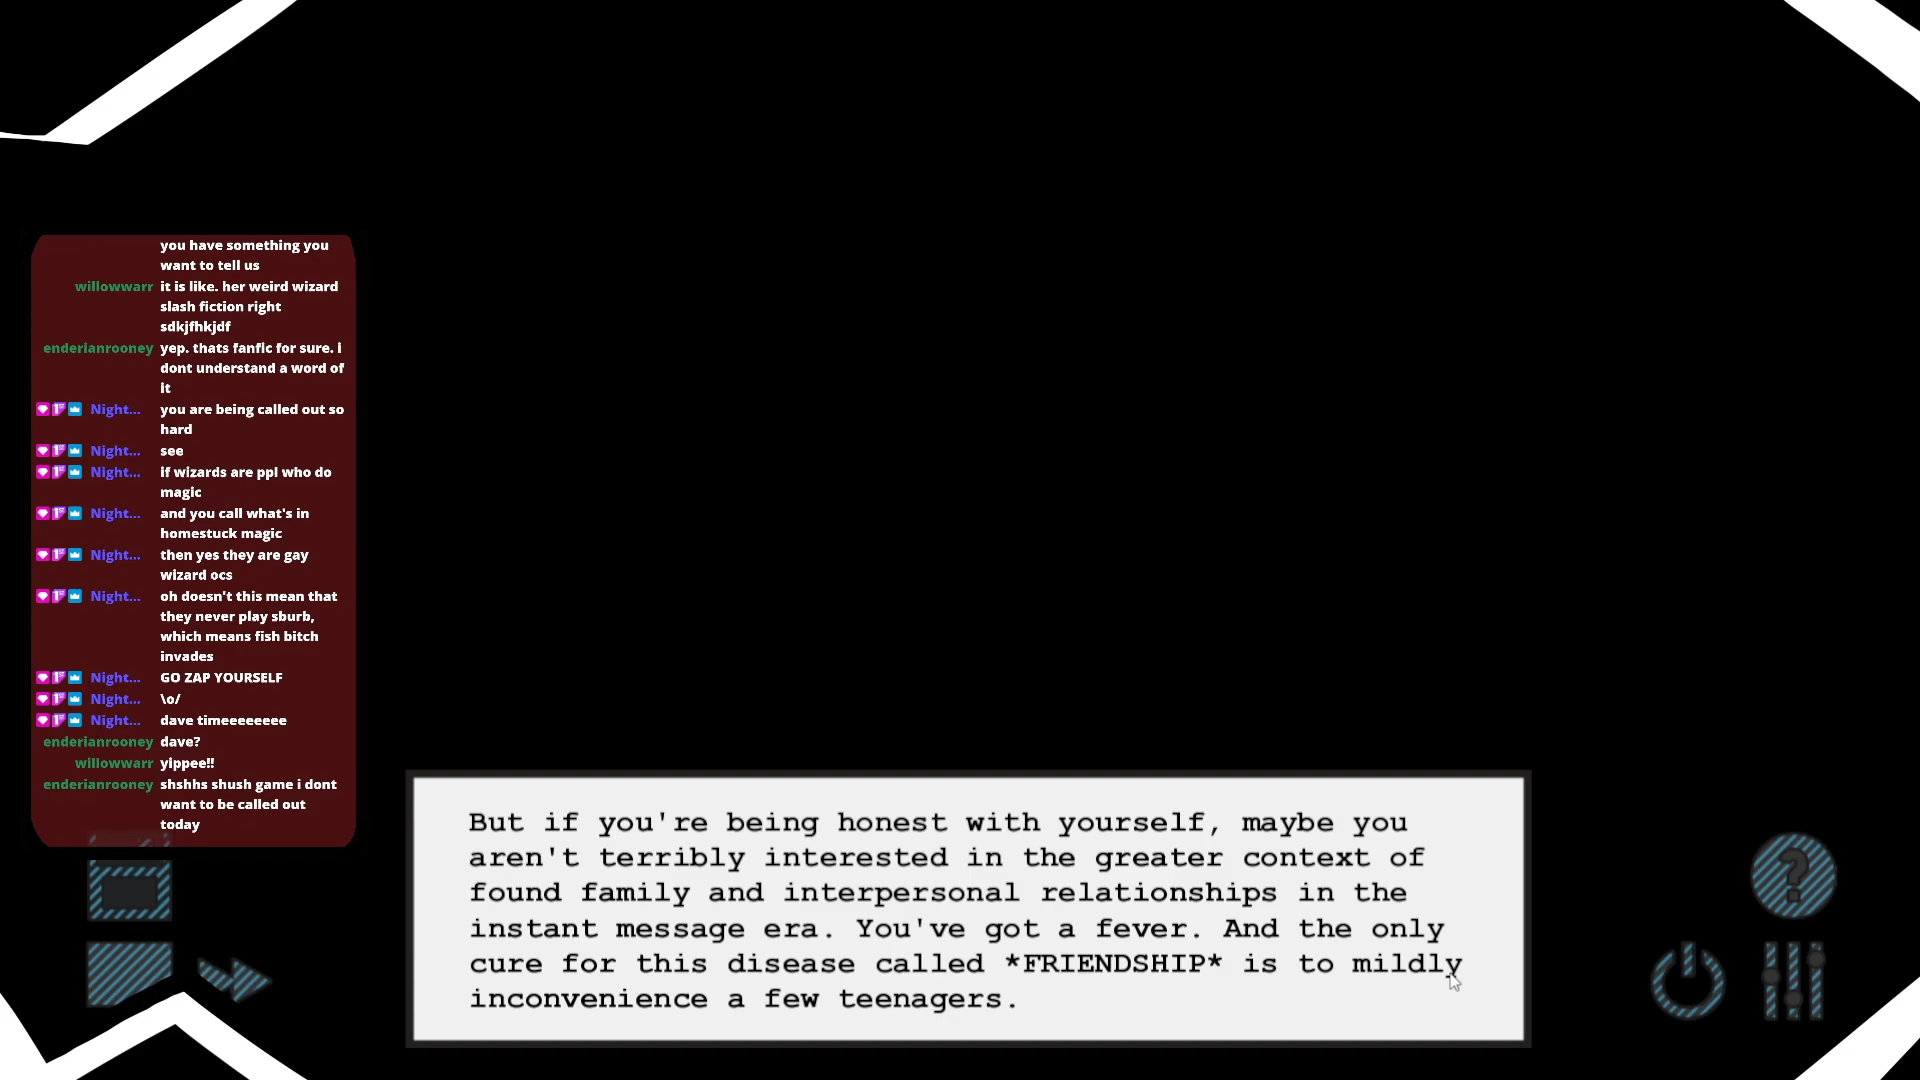 you have something you
want to tell us
willowwarr it is like. her weird wizard
slash fiction right
sdkjfhkjdf
enderianrooney yep. thats fanfic for sure. i
dont understand a word of
it
Night... you are being called out so
hard
Night... see
Night... if wizards are ppl who do
magic
Night... and you call what's in
homestuck magic
Night... then yes they are gay
wizard ocs
Night... oh doesn't this mean that
they never play sburb,
which means fish bitch
invades
Night... GO ZAP YOURSELF
Night... \o/
Night... dave timeeeeeeee
enderianrooney dave?
willowwarr yippee!!
enderianrooney shshhs shush game i dont
want to be called out
today
But if you're being honest with yourself, maybe you
aren't terribly interested in the greater context of
found family and interpersonal relationships in the
instant message era. You've got a fever. And the only
cure for this disease called *FRIENDSHIP* is to mildly
inconvenience a few teenagers.
?